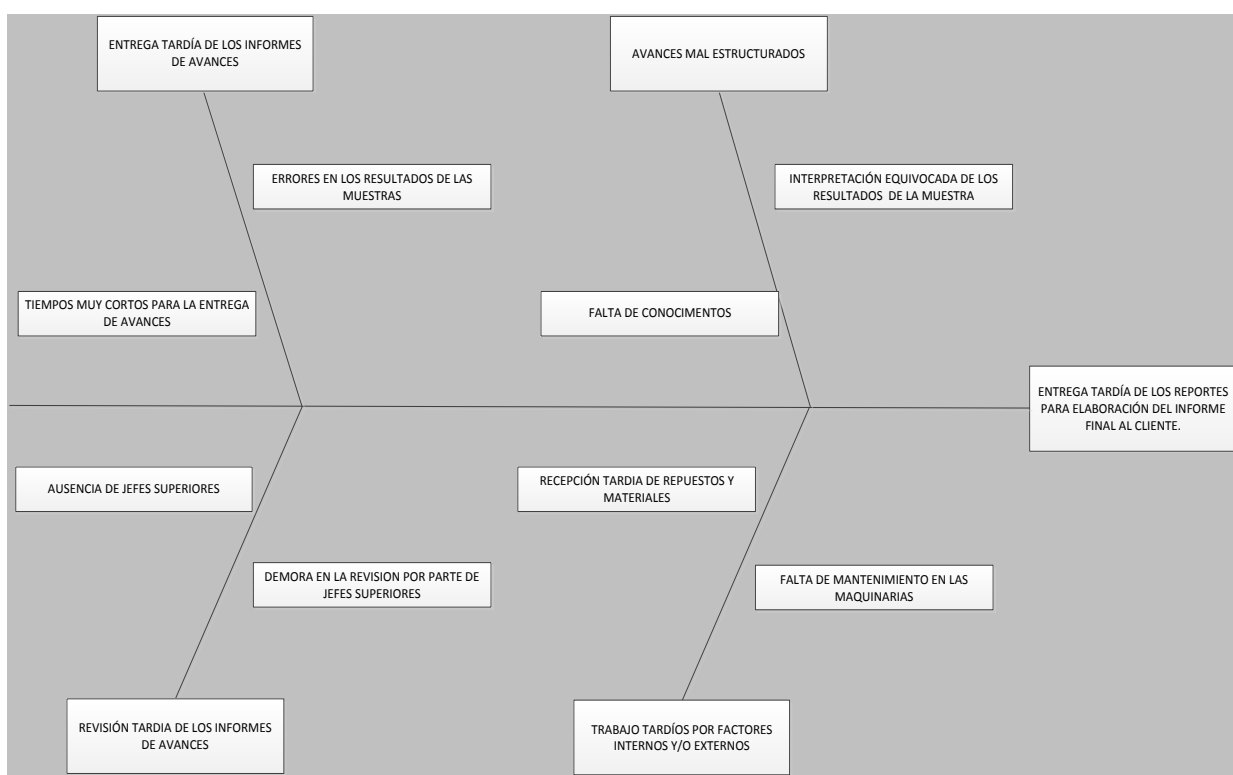 ENTREGA TARDÍA DE LOS INFORMES
DE AVANCES
AVANCES MAL ESTRUCTURADOS
ERRORES EN LOS RESULTADOS DE LAS
MUESTRAS
INTERPRETACIÓN EQUIVOCADA DE LOS
RESULTADOS DE LA MUESTRA
TIEMPOS MUY CORTOS PARA LA ENTREGA
DE AVANCES
FALTA DE CONOCIMIENTOS
ENTREGA TARDÍA DE LOS REPORTES
PARA ELABORACIÓN DEL INFORME
FINAL AL CLIENTE.
AUSENCIA DE JEFES SUPERIORES
RECEPCIÓN TARDIA DE REPUESTOS Y
MATERIALES
DEMORA EN LA REVISION POR PARTE DE
JEFES SUPERIORES
FALTA DE MANTENIMIENTO EN LAS
MAQUINARIAS
REVISIÓN TARDIA DE LOS INFORMES
DE AVANCES
TRABAJO TARDÍOS POR FACTORES
INTERNOS Y/O EXTERNOS